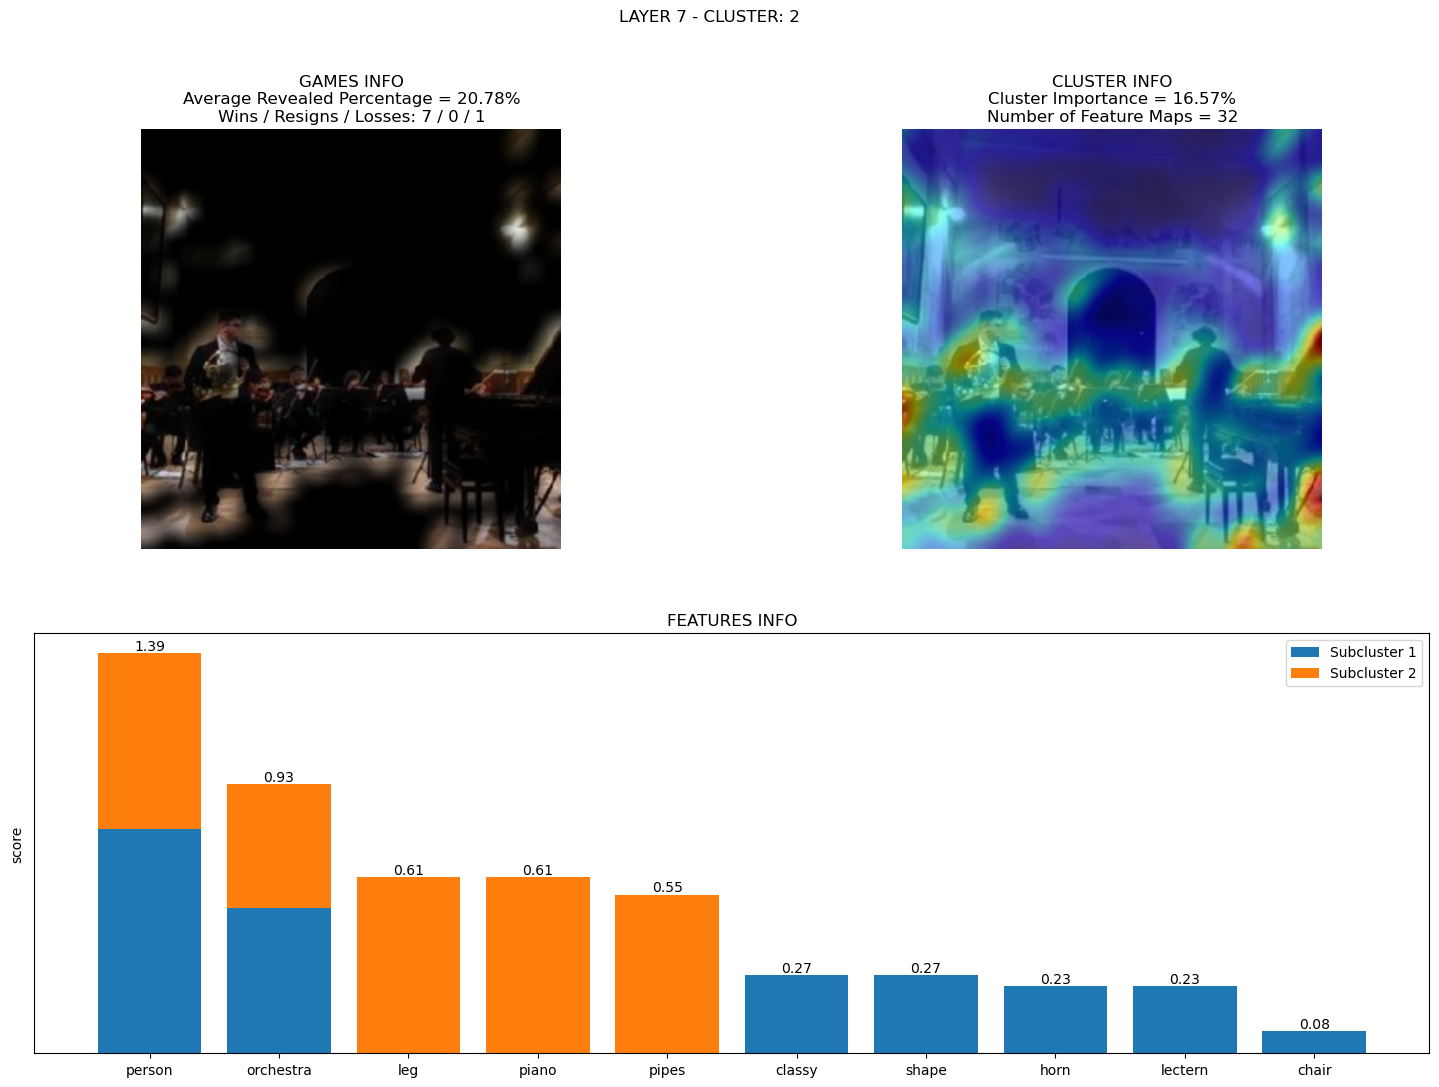 LAYER 7 - CLUSTER: 2
GAMES INFO
Average Revealed Percentage = 20.78%
Wins / Resigns / Losses: 7 / 0 / 1
CLUSTER INFO
Cluster Importance = 16.57%
Number of Feature Maps = 32
FEATURES INFO
Subcluster 1
Subcluster 2
score
1.39
0.93
0.61
0.61
0.55
0.27
0.27
0.23
0.23
0.08
person
orchestra
leg
piano
pipes
classy
shape
horn
lectern
chair